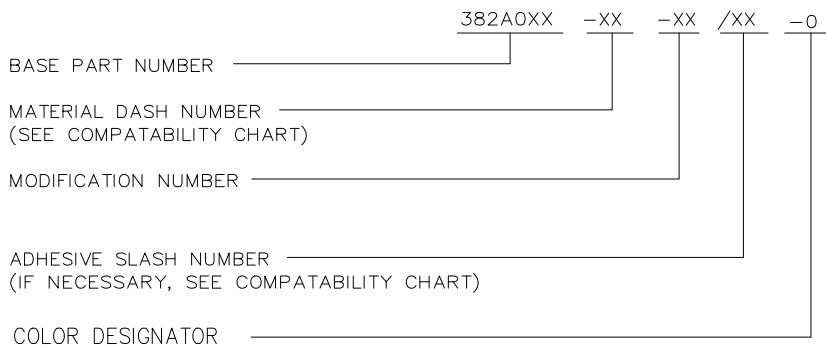 382A0XX -XX -XX /XX -0
BASE PART NUMBER
MATERIAL DASH NUMBER
(SEE COMPATABILITY CHART)
MODIFICATION NUMBER
ADHESIVE SLASH NUMBER
(IF NECESSARY, SEE COMPATABILITY CHART)
COLOR DESIGNATOR